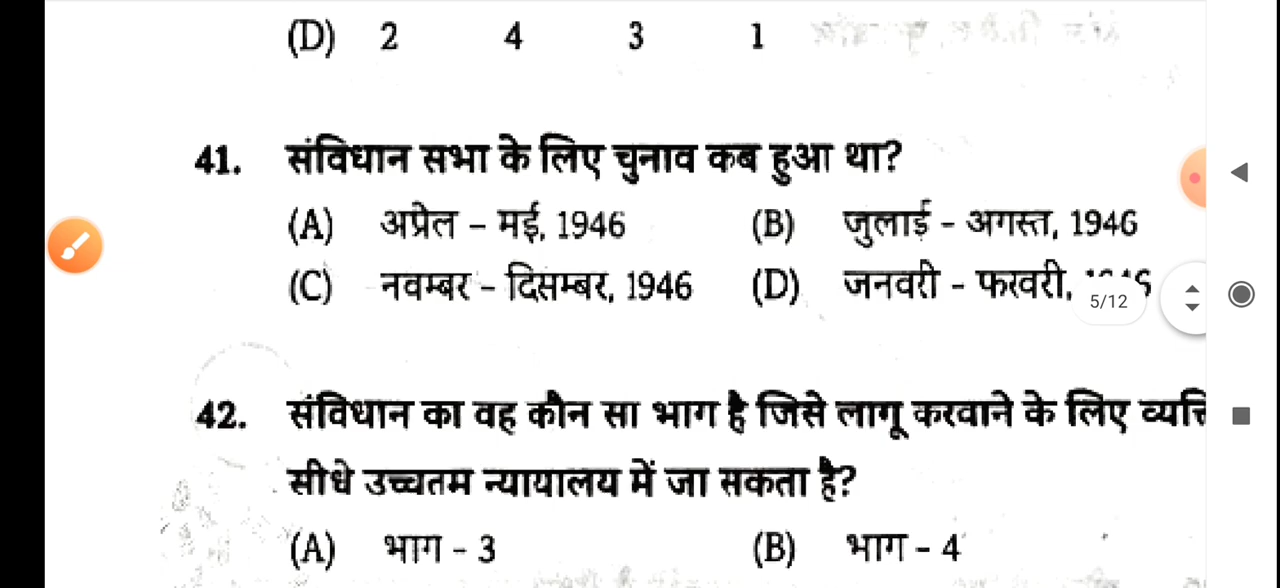 (D) 2 4 3 1
41. संविधान सभा के लिए चुनाव कब हुआ था?
(A) अप्रेल – मई, 1946 (B) जुलाई – अगस्त, 1946
(C) नवम्बर – दिसम्बर, 1946 (D) जनवरी – फरवरी,
5/12
42. संविधान का वह कौन सा भाग है जिसे लागू करवाने के लिए
सीधे उच्चतम न्यायालय में जा सकता है?
(A) भाग – 3 (B) भाग – 4